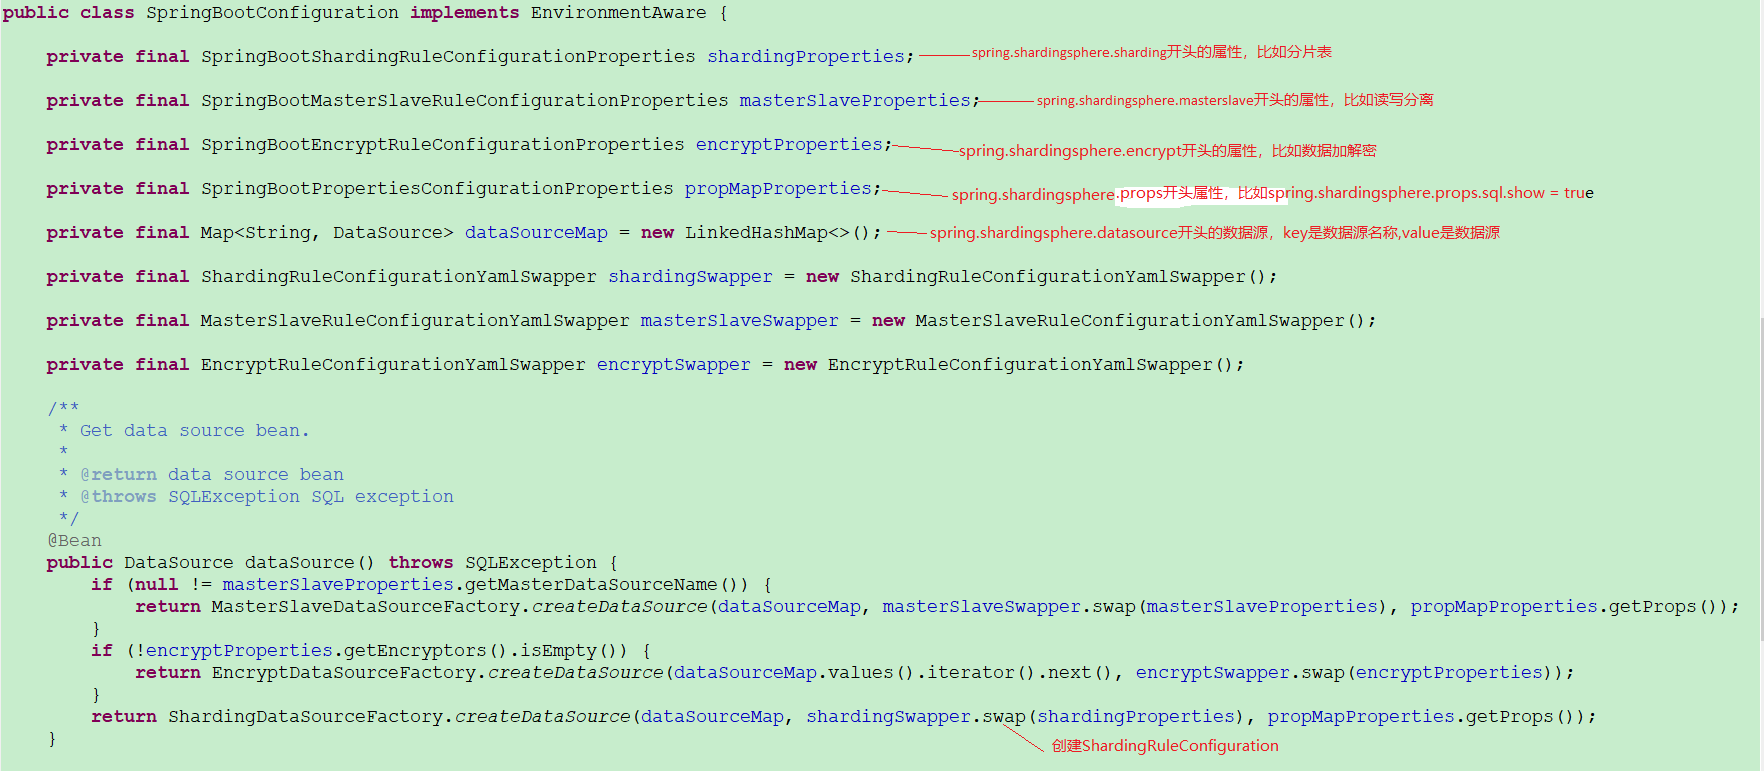 public class SpringBootConfiguration implements EnvironmentAware {
private final SpringBootShardingRuleConfigurationProperties shardingProperties; spring.shardingsphere.sharding开头的属性，比如分片表
private final SpringBootMasterSlaveRuleConfigurationProperties masterSlaveProperties; spring.shardingsphere.masterslave开头的属性，比如读写分离
private final SpringBootEncryptRuleConfigurationProperties encryptProperties; spring.shardingsphere.encrypt开头的属性，比如数据加解密
private final SpringBootPropertiesConfigurationProperties propMapProperties; spring.shardingsphere.props开头属性，比如spring.shardingsphere.props.sql.show = true
private final Map<String, DataSource> dataSourceMap = new LinkedHashMap<>(); spring.shardingsphere.datasource开头的数据源，key是数据源名称,value是数据源
private final ShardingRuleConfigurationYamlSwapper shardingSwapper = new ShardingRuleConfigurationYamlSwapper();
private final MasterSlaveRuleConfigurationYamlSwapper masterSlaveSwapper = new MasterSlaveRuleConfigurationYamlSwapper();
private final EncryptRuleConfigurationYamlSwapper encryptSwapper = new EncryptRuleConfigurationYamlSwapper();
/**
* Get data source bean.
*
* @return data source bean
* @throws SQLException SQL exception
*/
@Bean
public DataSource dataSource() throws SQLException {
if (null != masterSlaveProperties.getMasterDataSourceName()) {
return MasterSlaveDataSourceFactory.createDataSource(dataSourceMap, masterSlaveSwapper.swap(masterSlaveProperties), propMapProperties.getProps());
}
if (!encryptProperties.getEncryptors().isEmpty()) {
return EncryptDataSourceFactory.createDataSource(dataSourceMap.values().iterator().next(), encryptSwapper.swap(encryptProperties));
}
return ShardingDataSourceFactory.createDataSource(dataSourceMap, shardingSwapper.swap(shardingProperties), propMapProperties.getProps());
}
创建ShardingRuleConfiguration